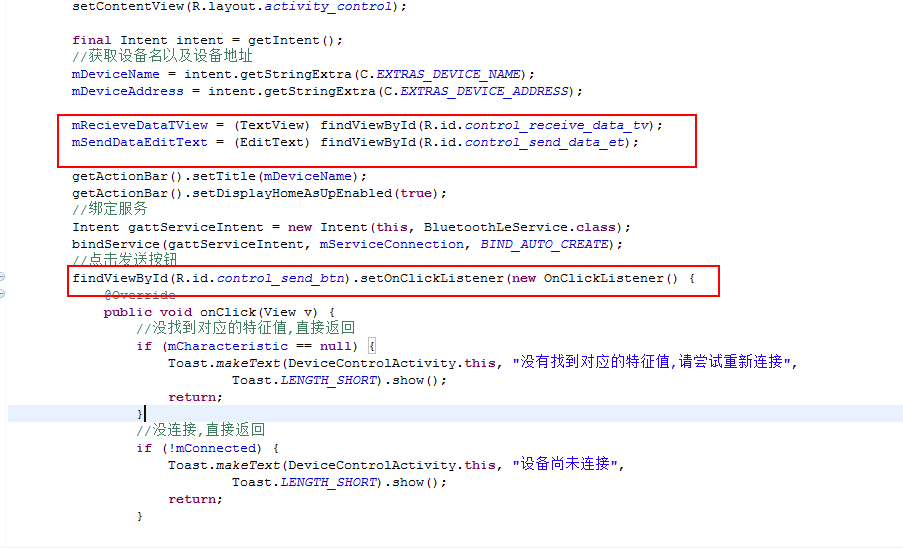 setContentView(R.layout.activity_control);
final Intent intent = getIntent();
//获取设备名以及设备地址
mDeviceName = intent.getStringExtra(C.EXTRAS_DEVICE_NAME);
mDeviceAddress = intent.getStringExtra(C.EXTRAS_DEVICE_ADDRESS);
mRecieveDataTView = (TextView) findViewById(R.id.control_receive_data_tv);
mSendDataEditText = (EditText) findViewById(R.id.control_send_data_et);
getActionBar().setTitle(mDeviceName);
getActionBar().setDisplayHomeAsUpEnabled(true);
//绑定服务
Intent gattServiceIntent = new Intent(this, BluetoothLeService.class);
bindService(gattServiceIntent, mServiceConnection, BIND_AUTO_CREATE);
//点击发送按钮
findViewById(R.id.control_send_btn).setOnClickListener(new OnClickListener() {
@Override
public void onClick(View v) {
//没找到对应的特征值,直接返回
if (mCharacteristic == null) {
Toast.makeText(DeviceControlActivity.this, "没有找到对应的特征值,请尝试重新连接",
Toast.LENGTH_SHORT).show();
return;
}
//没连接,直接返回
if (!mConnected) {
Toast.makeText(DeviceControlActivity.this, "设备尚未连接",
Toast.LENGTH_SHORT).show();
return;
}